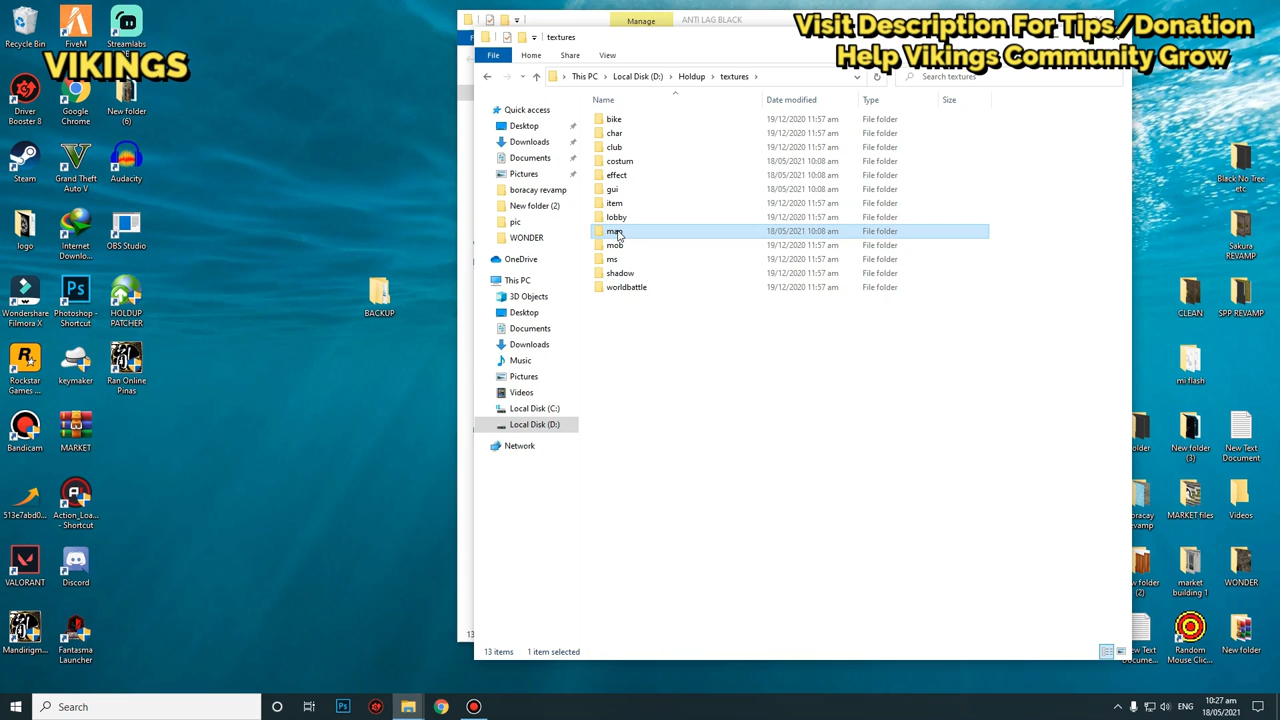 Visit Description For Tips/Donation
Help Vikings Community Grow
VIKINGS
Recycle Bin
FiveM
Streamlabs OBS
Driver Booster 8
Google Chrome
New folder (6)
Steam
Grand Theft Auto V
Audacity
logo
Internet Downlo...
OBS Studio
Wondershare Filmora X
Photoshop - Shortcut
HOLDUP PATCHER
Rockstar Games ...
keymaker
Ran Online Pinas
Bandicam
MARKET
513e7abd0...
Action_Loa... - Shortcut
VALORANT
Discord
Mandirigm...
Fantasma Launcher
BACKUP
Manage
ANTI LAG BLACK
textures
File
Home
Share
View
This PC
Local Disk (D:)
Holdup
textures
Search textures
Name
Date modified
Type
Size
Quick access
Desktop
Downloads
Documents
Pictures
boracay revamp
New folder (2)
pic
WONDER
OneDrive
This PC
3D Objects
Desktop
Documents
Downloads
Music
Pictures
Videos
Local Disk (C:)
Local Disk (D:)
Network
bike 19/12/2020 11:57 am File folder
char 19/12/2020 11:57 am File folder
club 19/12/2020 11:57 am File folder
costum 18/05/2021 10:08 am File folder
effect 18/05/2021 10:08 am File folder
gui 18/05/2021 10:08 am File folder
item 19/12/2020 11:57 am File folder
lobby 19/12/2020 11:57 am File folder
map 18/05/2021 10:08 am File folder
mob 19/12/2020 11:57 am File folder
ms 19/12/2020 11:57 am File folder
shadow 19/12/2020 11:57 am File folder
worldbattle 19/12/2020 11:57 am File folder
13 items
1 item selected
Black No Tree etc
Sakura REVAMP
CLEAN
SPP REVAMP
mi flash
New folder (3)
New Text Document
MARKET files
Videos
market building 1
WONDER
Random Mouse Clic...
New folder
Search
10:27 am
18/05/2021